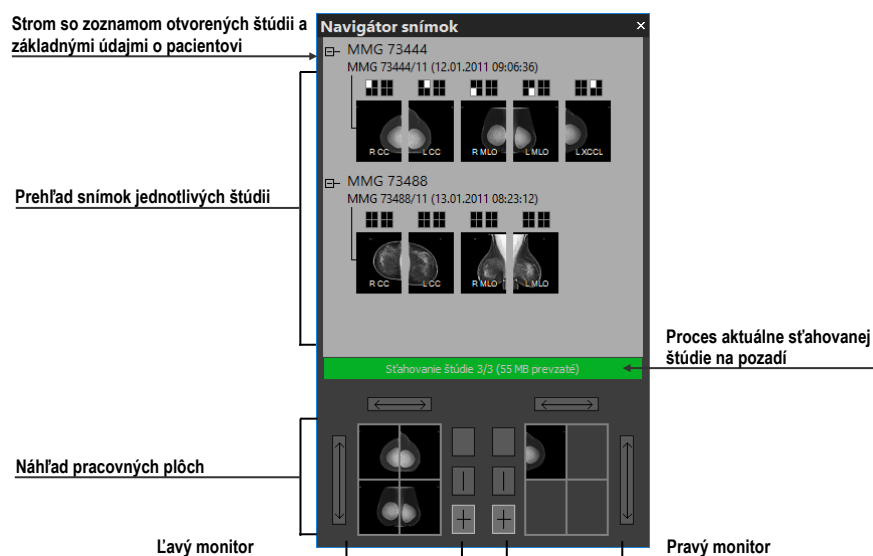 Strom so zoznamom otvorených štúdii a
základnými údajmi o pacientovi
Navigátor snímok
MMG 73444
MMG 73444/11 (12.01.2011 09:06:36)
R CC
L CC
R MLO
L MLO
L XCCL
Prehľad snímok jednotlivých štúdii
MMG 73488
MMG 73488/11 (13.01.2011 08:23:12)
R CC
L CC
R MLO
L MLO
Proces aktuálne sťahovanej
štúdie na pozadí
Sťahovanie štúdie 3/3 (55 MB prevzaté)
Náhľad pracovných plôch
Ľavý monitor
Pravý monitor